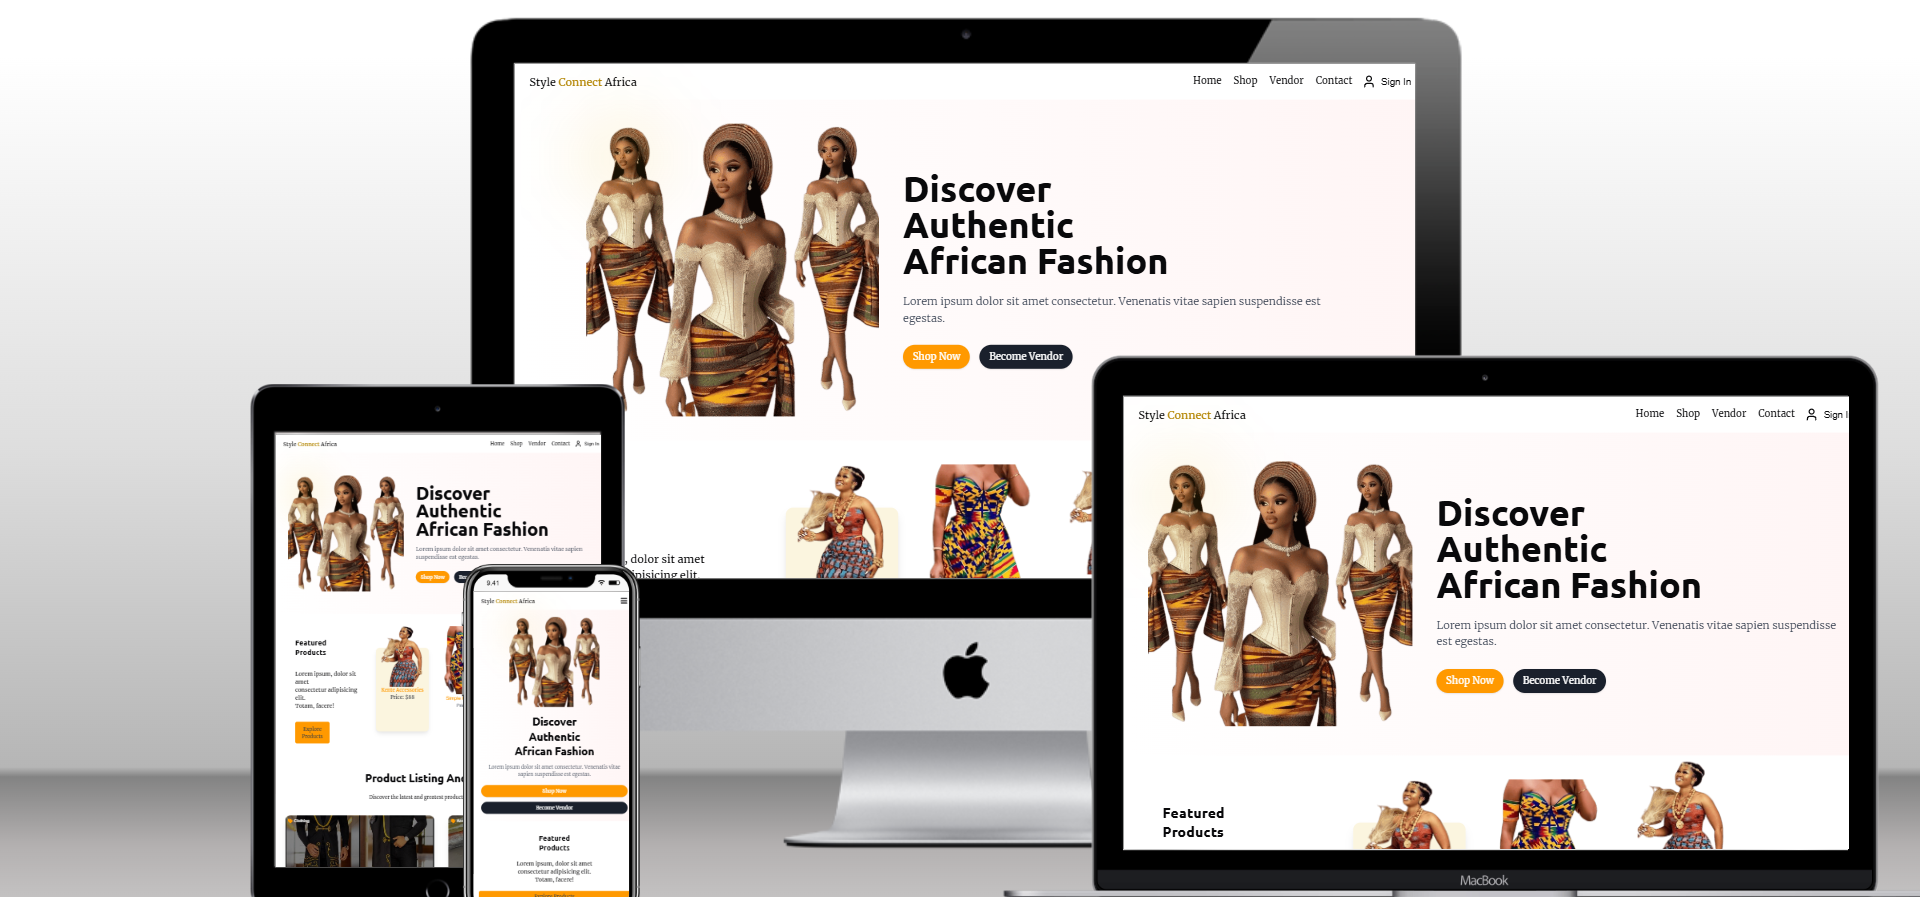 Style Connect Africa
Home Shop Vendor Contact Sign In
Discover
Authentic
African Fashion
Lorem ipsum dolor sit amet consectetur. Venenatis vitae sapien suspendisse est
egestas.
Shop Now Become Vendor
, dolor sit amet
adipisicing elit.
Style Connect Africa
Home Shop Vendor Contact Sign In
Discover
Authentic
African Fashion
Lorem ipsum dolor sit amet consectetur. Venenatis vitae sapien
suspendisse est egestas.
Shop Now
Featured
Products
Lorem ipsum, dolor sit
amet
consectetur adipisicing
elit.
Totam, facere!
Price: $88
Explore
Products
Product Listing And
Discover the latest and greatest product
Clothing
9:41
Style Connect Africa
Discover
Authentic
African Fashion
Lorem ipsum dolor sit amet consectetur. Venenatis vitae
sapien suspendisse est egestas.
Shop Now
Become Vendor
Featured
Products
Lorem ipsum, dolor sit amet
consectetur adipisicing elit.
Totam, facere!
Explore Products
Style Connect Africa
Home Shop Vendor Contact Sign
Discover
Authentic
African Fashion
Lorem ipsum dolor sit amet consectetur. Venenatis vitae sapien suspendisse
est egestas.
Shop Now Become Vendor
Featured
Products
MacBook